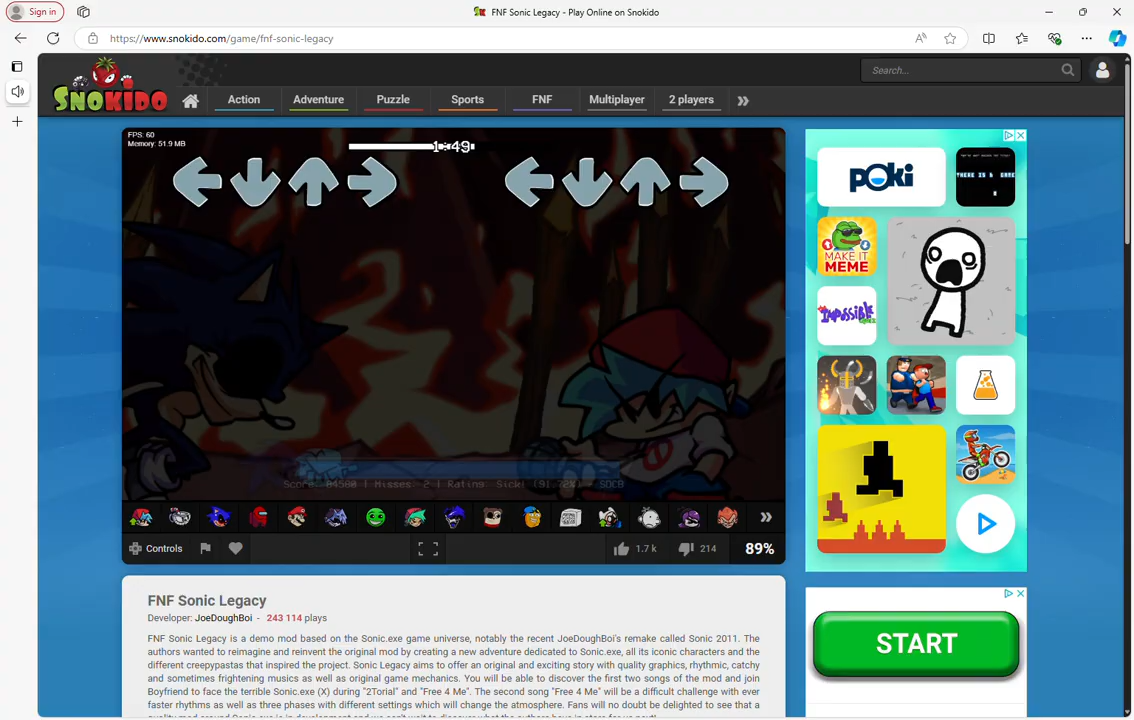 Sign in
FNF Sonic Legacy - Play Online on Snokido
https://www.snokido.com/game/fnf-sonic-legacy
SNOKIDO
Action
Adventure
Puzzle
Sports
FNF
Multiplayer
2 players
Search...
FPS: 60
Memory: 51.9 MB
1:49
Score: 84580 | Misses: 2 | Rating: Sick! (91.72%) - SDCB
Controls
1.7 k
214
89%
poki
THERE IS A GAME
MAKE IT
MEME
IMPOSSIBLE
START
FNF Sonic Legacy
Developer: JoeDoughBoi - 243 114 plays
FNF Sonic Legacy is a demo mod based on the Sonic.exe game universe, notably the recent JoeDoughBoi's remake called Sonic 2011. The
authors wanted to reimagine and reinvent the original mod by creating a new adventure dedicated to Sonic.exe, all its iconic characters and the
different creepypastas that inspired the project. Sonic Legacy aims to offer an original and exciting story with quality graphics, rhythmic, catchy
and sometimes frightening musics as well as original game mechanics. You will be able to discover the first two songs of the mod and join
Boyfriend to face the terrible Sonic.exe (X) during "2Torial" and "Free 4 Me". The second song "Free 4 Me" will be a difficult challenge with ever
faster rhythms as well as three phases with different settings which will change the atmosphere. Fans will no doubt be delighted to see that a